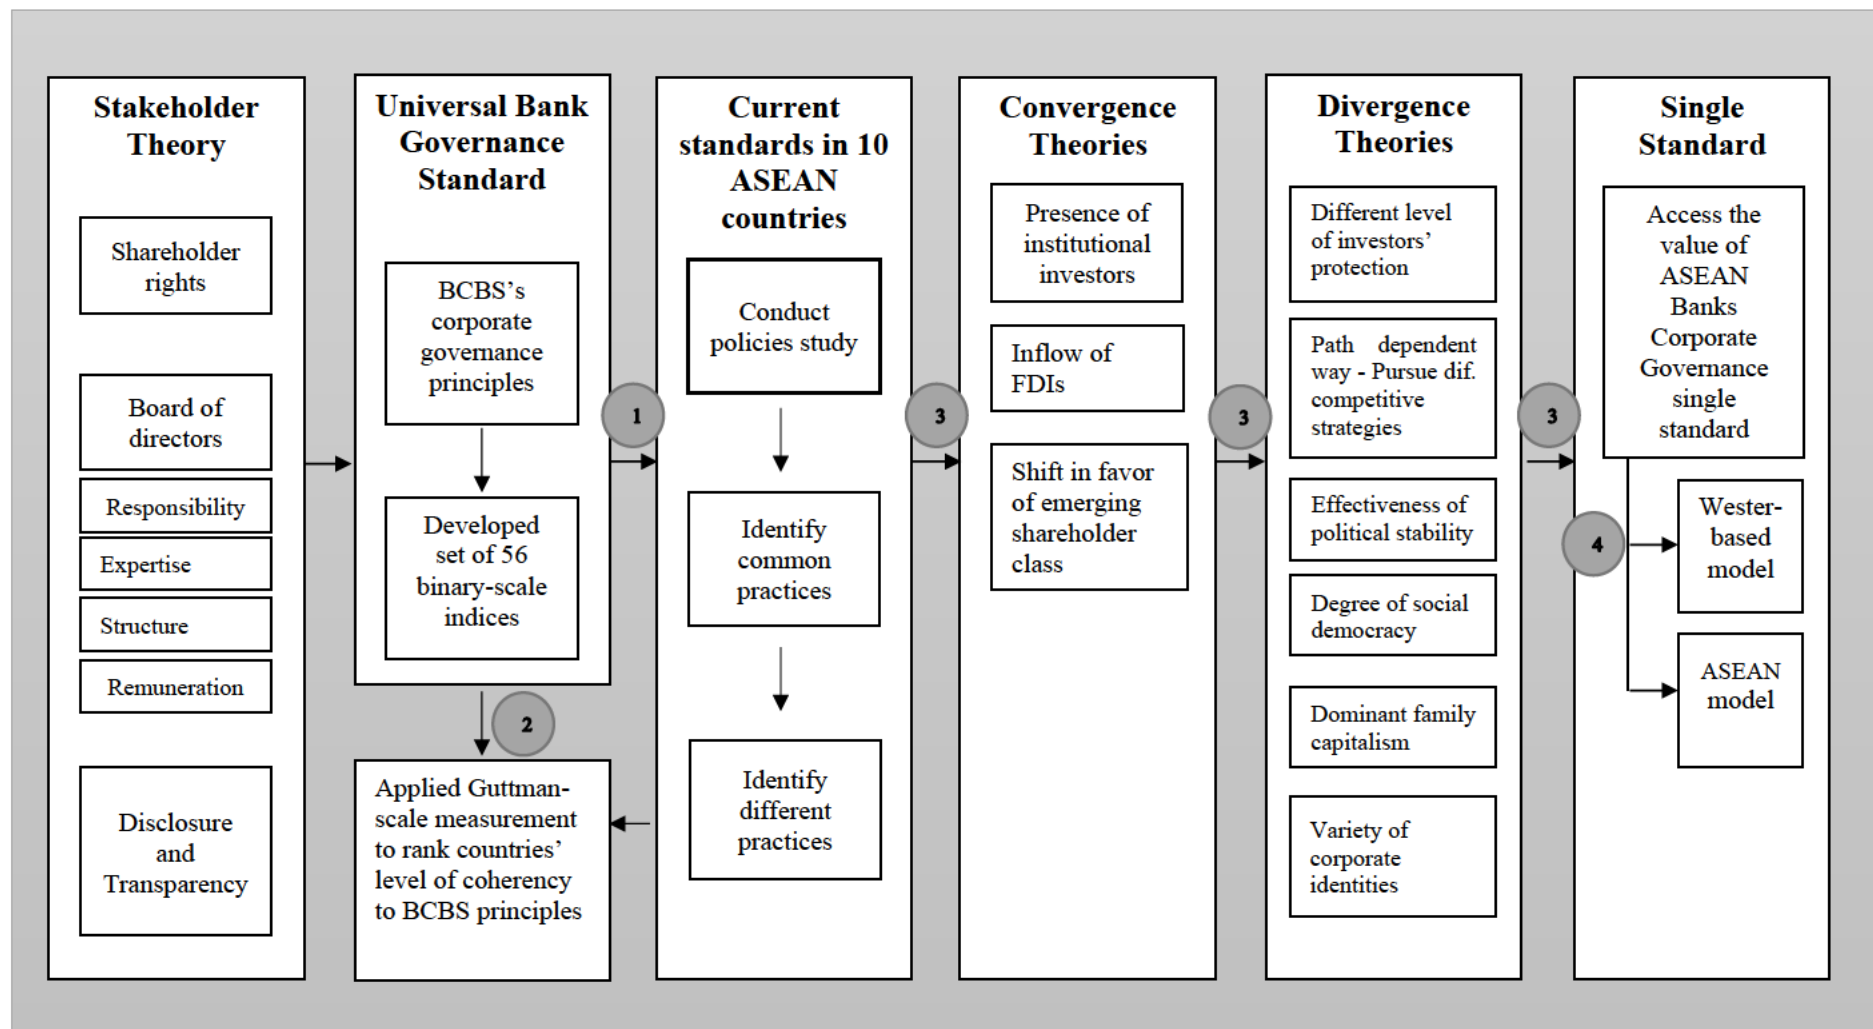 Stakeholder
Theory
Shareholder
rights
Board of
directors
Responsibility
Expertise
Structure
Remuneration
Disclosure
and
Transparency
Universal Bank
Governance
Standard
BCBS’s
corporate
governance
principles
Developed
set of 56
binary-scale
indices
2
Applied Guttman-
scale measurement
to rank countries’
level of coherency
to BCBS principles
1
Current
standards in 10
ASEAN
countries
Conduct
policies study
Identify
common
practices
Identify
different
practices
3
Convergence
Theories
Presence of
institutional
investors
Inflow of
FDIs
Shift in favor
of emerging
shareholder
class
3
Divergence
Theories
Different level
of investors’
protection
Path dependent
way - Pursue dif.
competitive
strategies
Effectiveness of
political stability
Degree of social
democracy
Dominant family
capitalism
Variety of
corporate
identities
3
Single
Standard
Access the
value of
ASEAN
Banks
Corporate
Governance
single
standard
4
Wester-
based
model
ASEAN
model